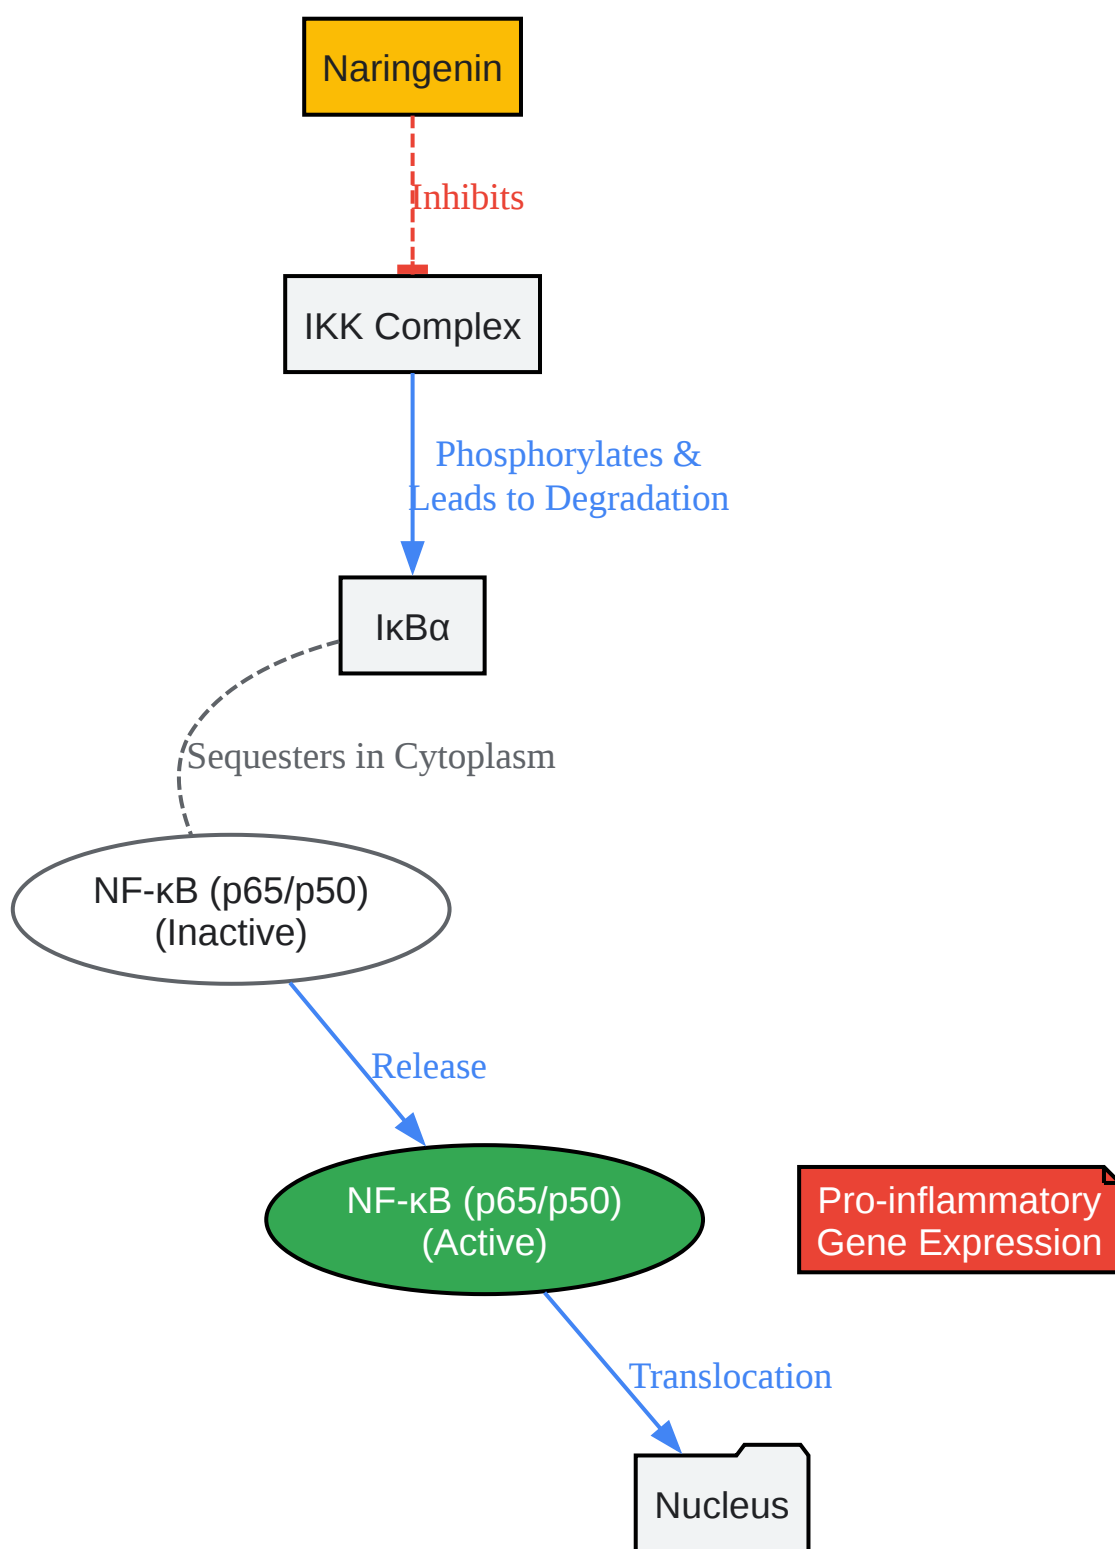 Naringenin
Inhibits
IKK Complex
Phosphorylates &
Leads to Degradation
IκBα
Sequesters in Cytoplasm
NF-κB (p65/p50)
(Inactive)
Release
NF-κB (p65/p50)
(Active)
Pro-inflammatory
Gene Expression
Translocation
Nucleus